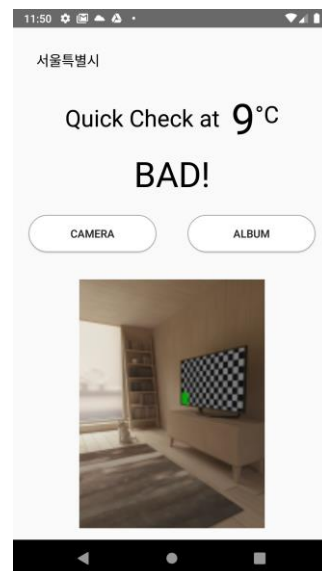 11:50
서울특별시
Quick Check at 9°C
BAD!
CAMERA
ALBUM